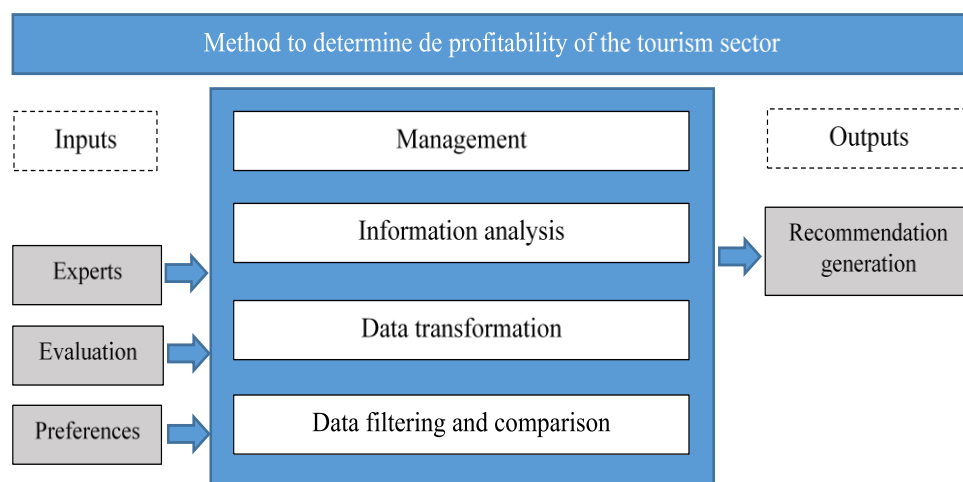 Method to determine de profitability of the tourism sector
Inputs
Management
Outputs
Information analysis
Recommendation
generation
Experts
Data transformation
Evaluation
Preferences
Data filtering and comparison